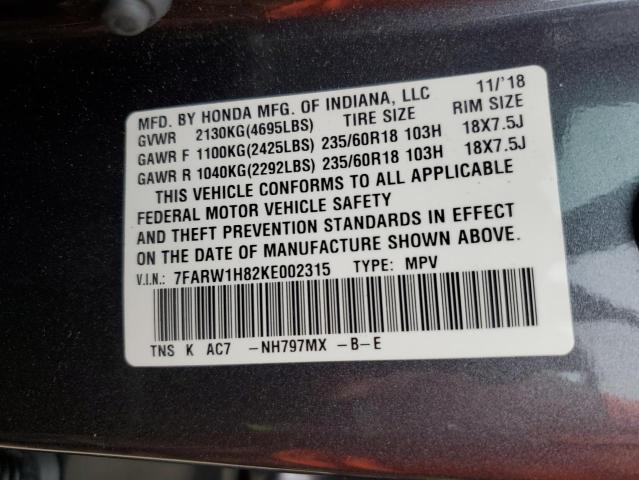 MFD. BY HONDA MFG. OF INDIANA, LLC 11/'18
GVWR 2130KG(4695LBS) TIRE SIZE RIM SIZE
GAWR F 1100KG(2425LBS) 235/60R18 103H 18X7.5J
GAWR R 1040KG(2292LBS) 235/60R18 103H 18X7.5J
THIS VEHICLE CONFORMS TO ALL APPLICABLE
FEDERAL MOTOR VEHICLE SAFETY
AND THEFT PREVENTION STANDARDS IN EFFECT
ON THE DATE OF MANUFACTURE SHOWN ABOVE.
V.I.N.: 7FARW1H82KE002315 TYPE: MPV
TNS K AC7 -NH797MX -B-E